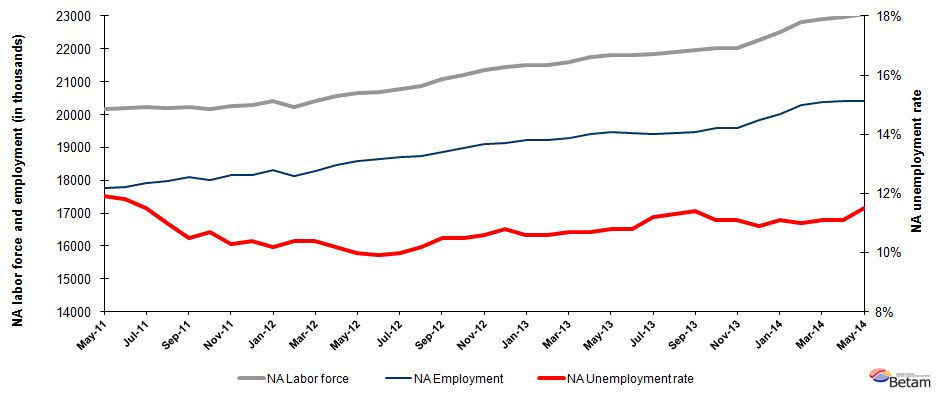 NA labor force and employment (in thousands)
23000
22000
21000
20000
19000
18000
17000
16000
15000
14000
18%
16%
14%
12%
10%
8%
NA unemployment rate
May-11
Jul-11
Sep-11
Nov-11
Jan-12
Mar-12
May-12
Jul-12
Sep-12
Nov-12
Jan-13
Mar-13
May-13
Jul-13
Sep-13
Nov-13
Jan-14
Mar-14
May-14
NA Labor force
NA Employment
NA Unemployment rate
Betam